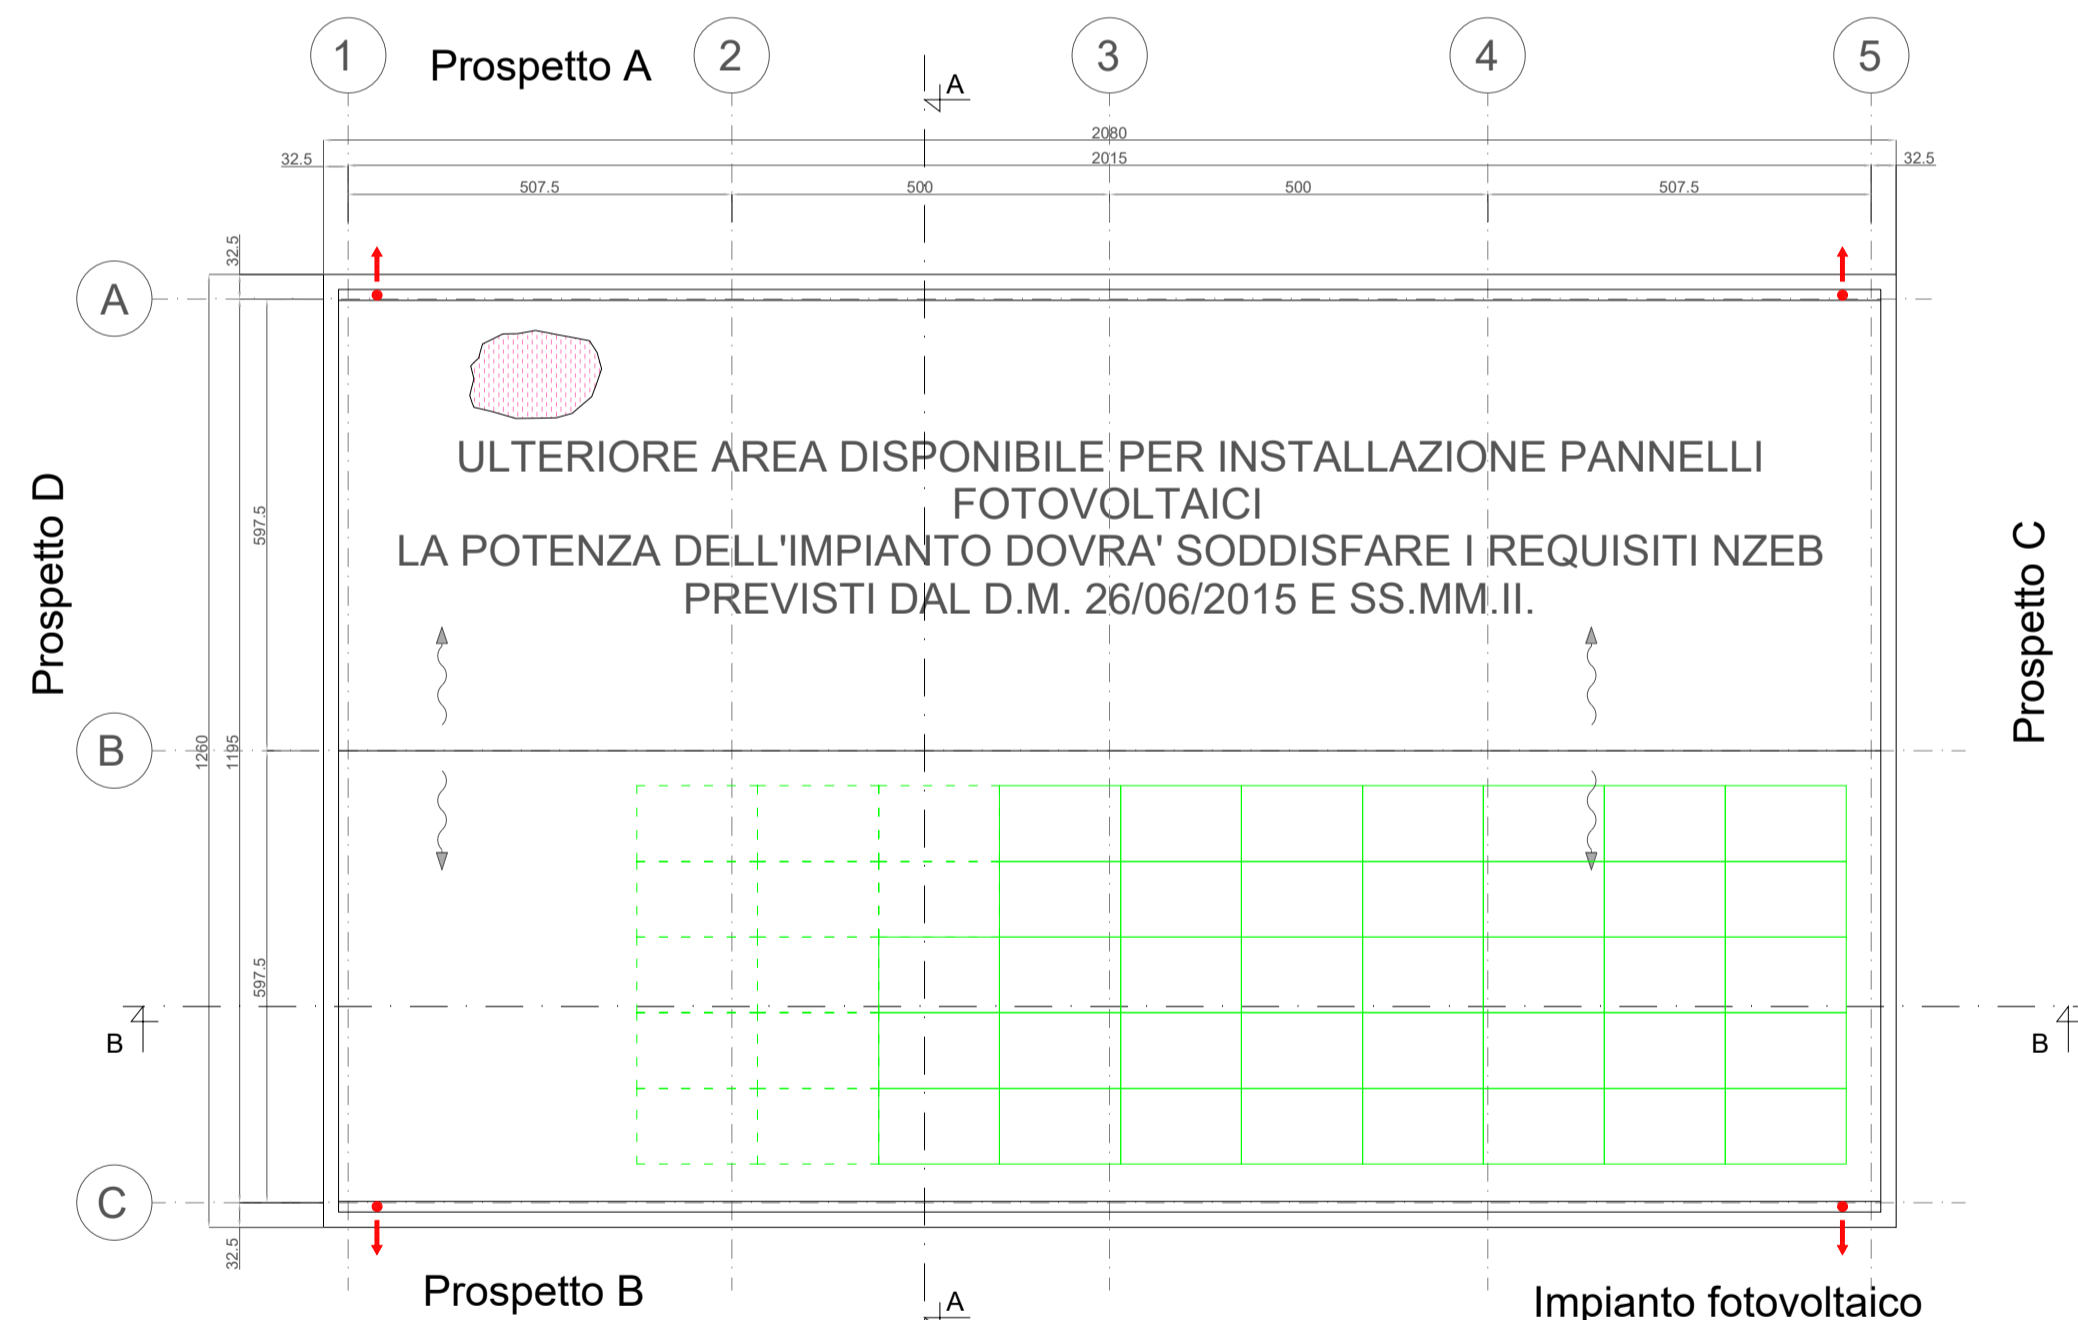 1
2
3
4
5
Prospetto A
A
2080
32.5
2015
32.5
507.5
500
500
507.5
32.5
A
ULTERIORE AREA DISPONIBILE PER INSTALLAZIONE PANNELLI
FOTOVOLTAICI
LA POTENZA DELL'IMPIANTO DOVRA' SODDISFARE I REQUISITI NZEB
PREVISTI DAL D.M. 26/06/2015 E SS.MM.II.
Prospetto D
597.5
Prospetto C
B
1260
1195
597.5
B
B
C
32.5
Prospetto B
A
Impianto fotovoltaico